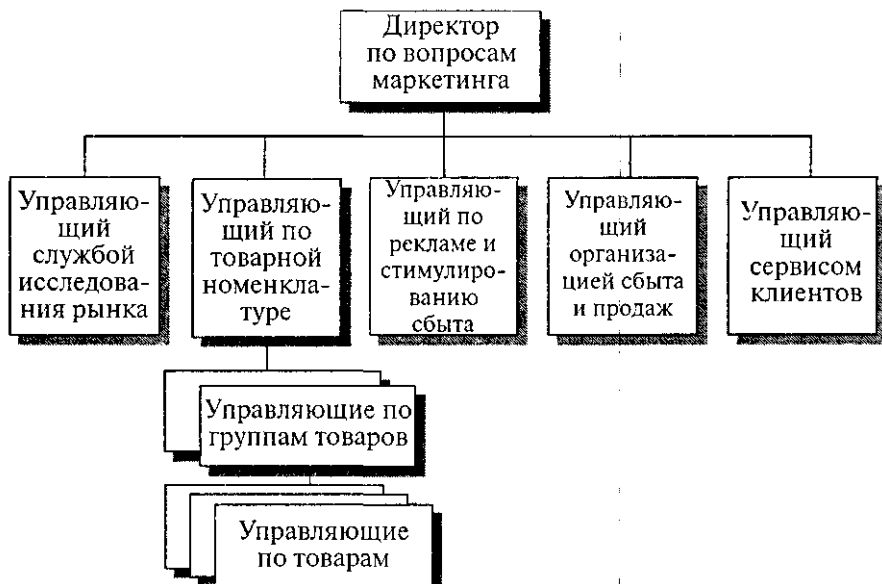 Директор
по вопросам
маркетинга
Управляю-
щий
службой
исследова-
ния рынка
Управляю-
щий по
товарной
номенкла-
туре
Управляю-
щий по
рекламе и
стимулиро-
ванию
сбыта
Управляю-
щий
организа-
цией сбыта
и продаж
Управляю-
щий
сервисом
клиентов
Управляющие по
группам товаров
Управляющие
по товарам